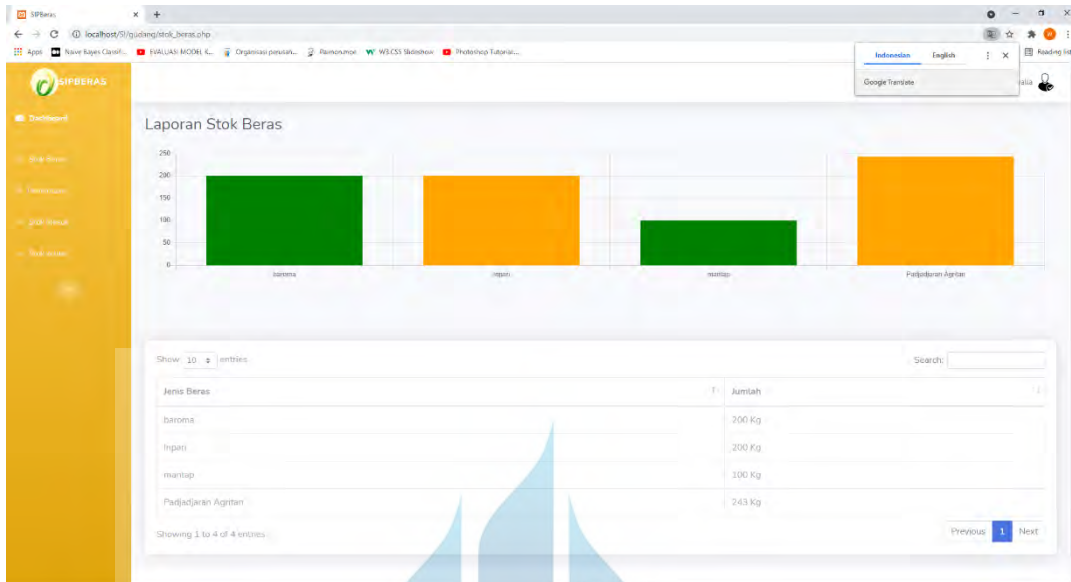 SIPBeras
localhost/SI/gudang/stok_beras.php
Apps Naive Bayes Classif... EVALUASI MODEL K... Organisasi perusah... Paimon.moe W3.CSS Slideshow Photoshop Tutorial... Reading list
Indonesian English
Google Translate
SIPBERAS
Dashboard
Stok Beras
Laporan Stok Beras
250
200
150
100
50
0
baroma Inpari mantap Padjadjaran Agritan
Show 10 entries Search:
Jenis Beras Jumlah
baroma 200 Kg
Inpari 200 Kg
mantap 100 Kg
Padjadjaran Agritan 243 Kg
Showing 1 to 4 of 4 entries Previous 1 Next